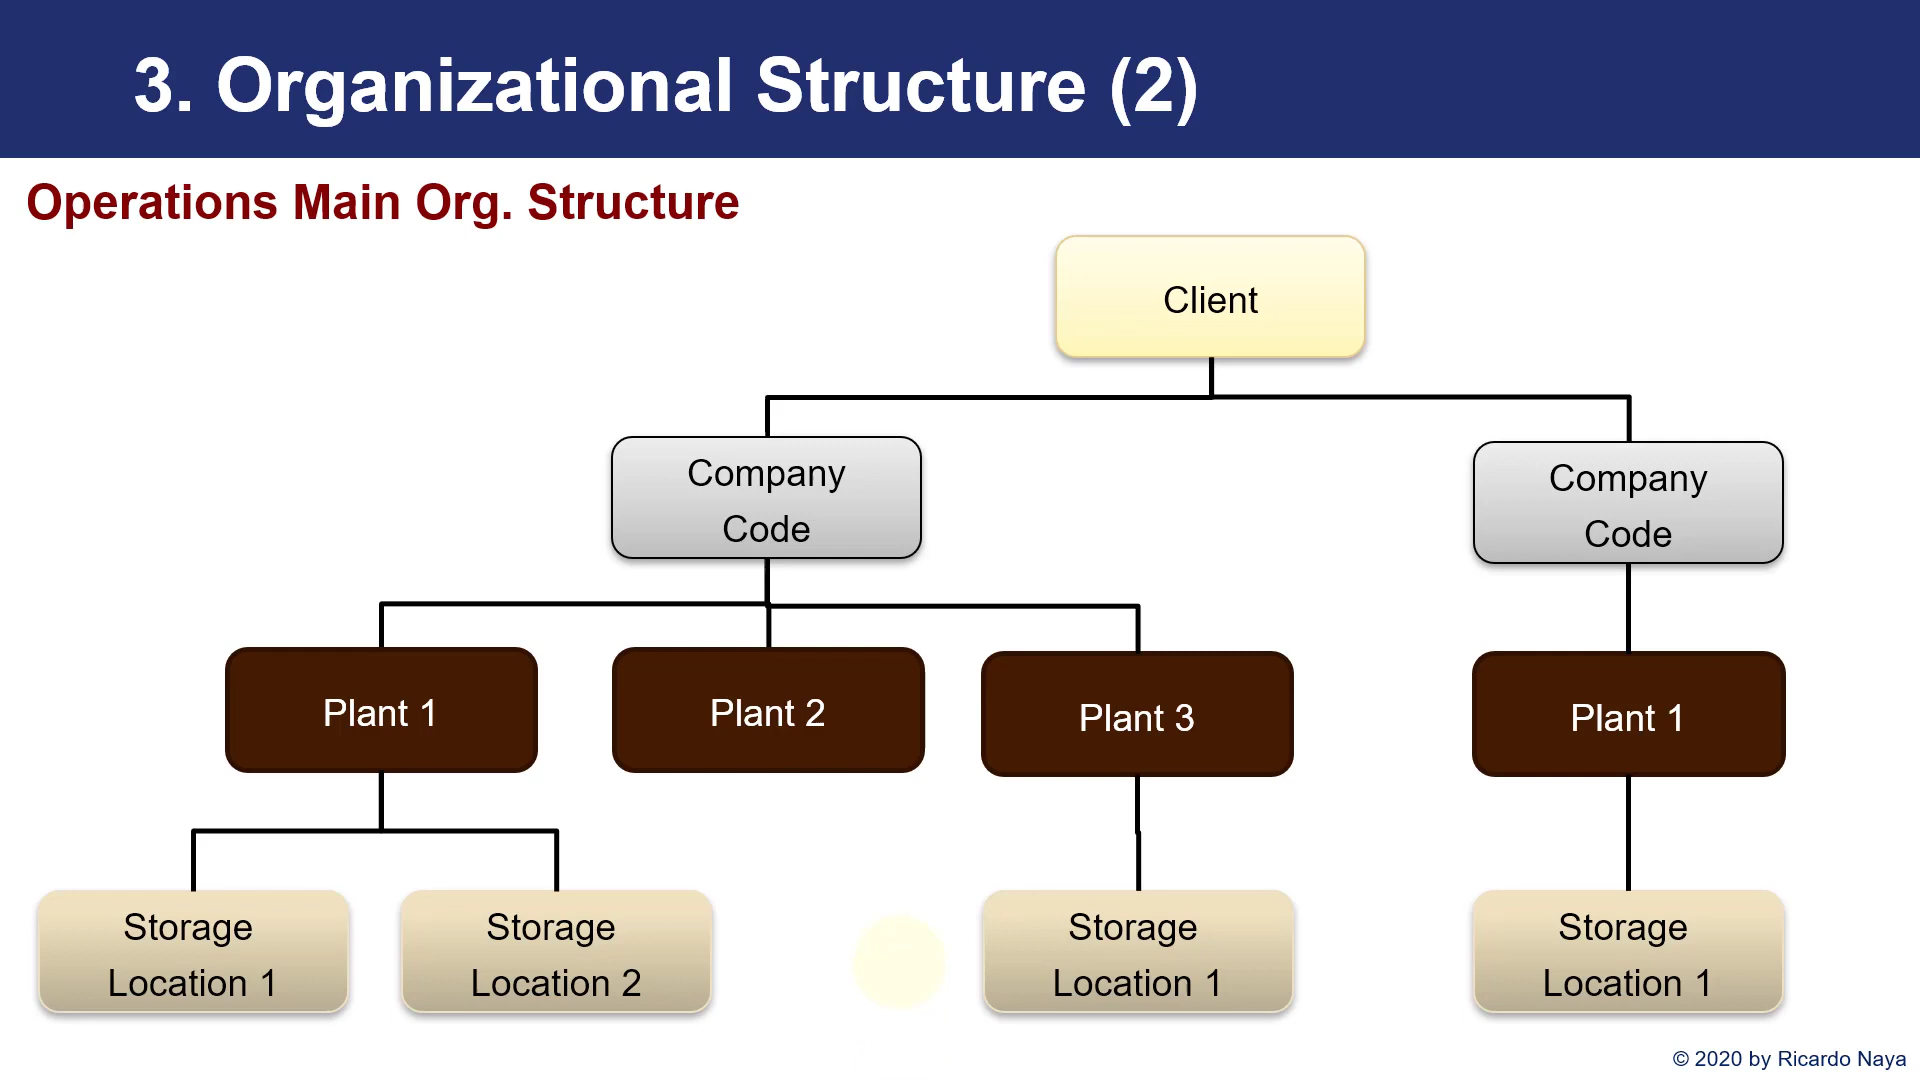 3. Organizational Structure (2)
Operations Main Org. Structure
Client
Company
Code
Company
Code
Plant 1
Plant 2
Plant 3
Plant 1
Storage
Location 1
Storage
Location 2
Storage
Location 1
Storage
Location 1
© 2020 by Ricardo Naya